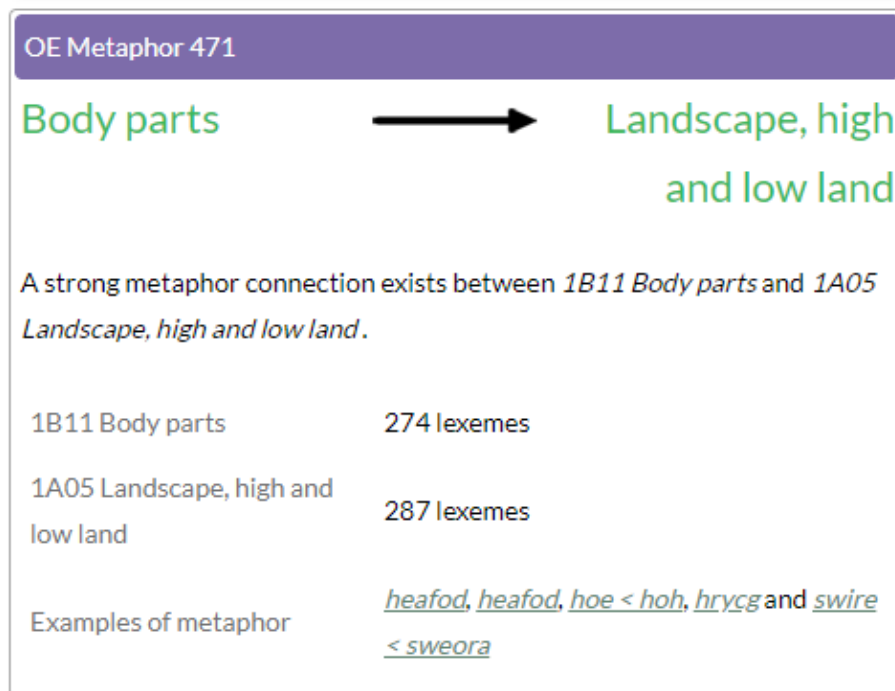 OE Metaphor 471
Body parts Landscape, high
and low land
A strong metaphor connection exists between 1B11 Body parts and 1A05
Landscape, high and low land.
1B11 Body parts 274 lexemes
1A05 Landscape, high and
low land 287 lexemes
Examples of metaphor heafod, heafod, hoe < hoh, hrycg and swire
< sweora